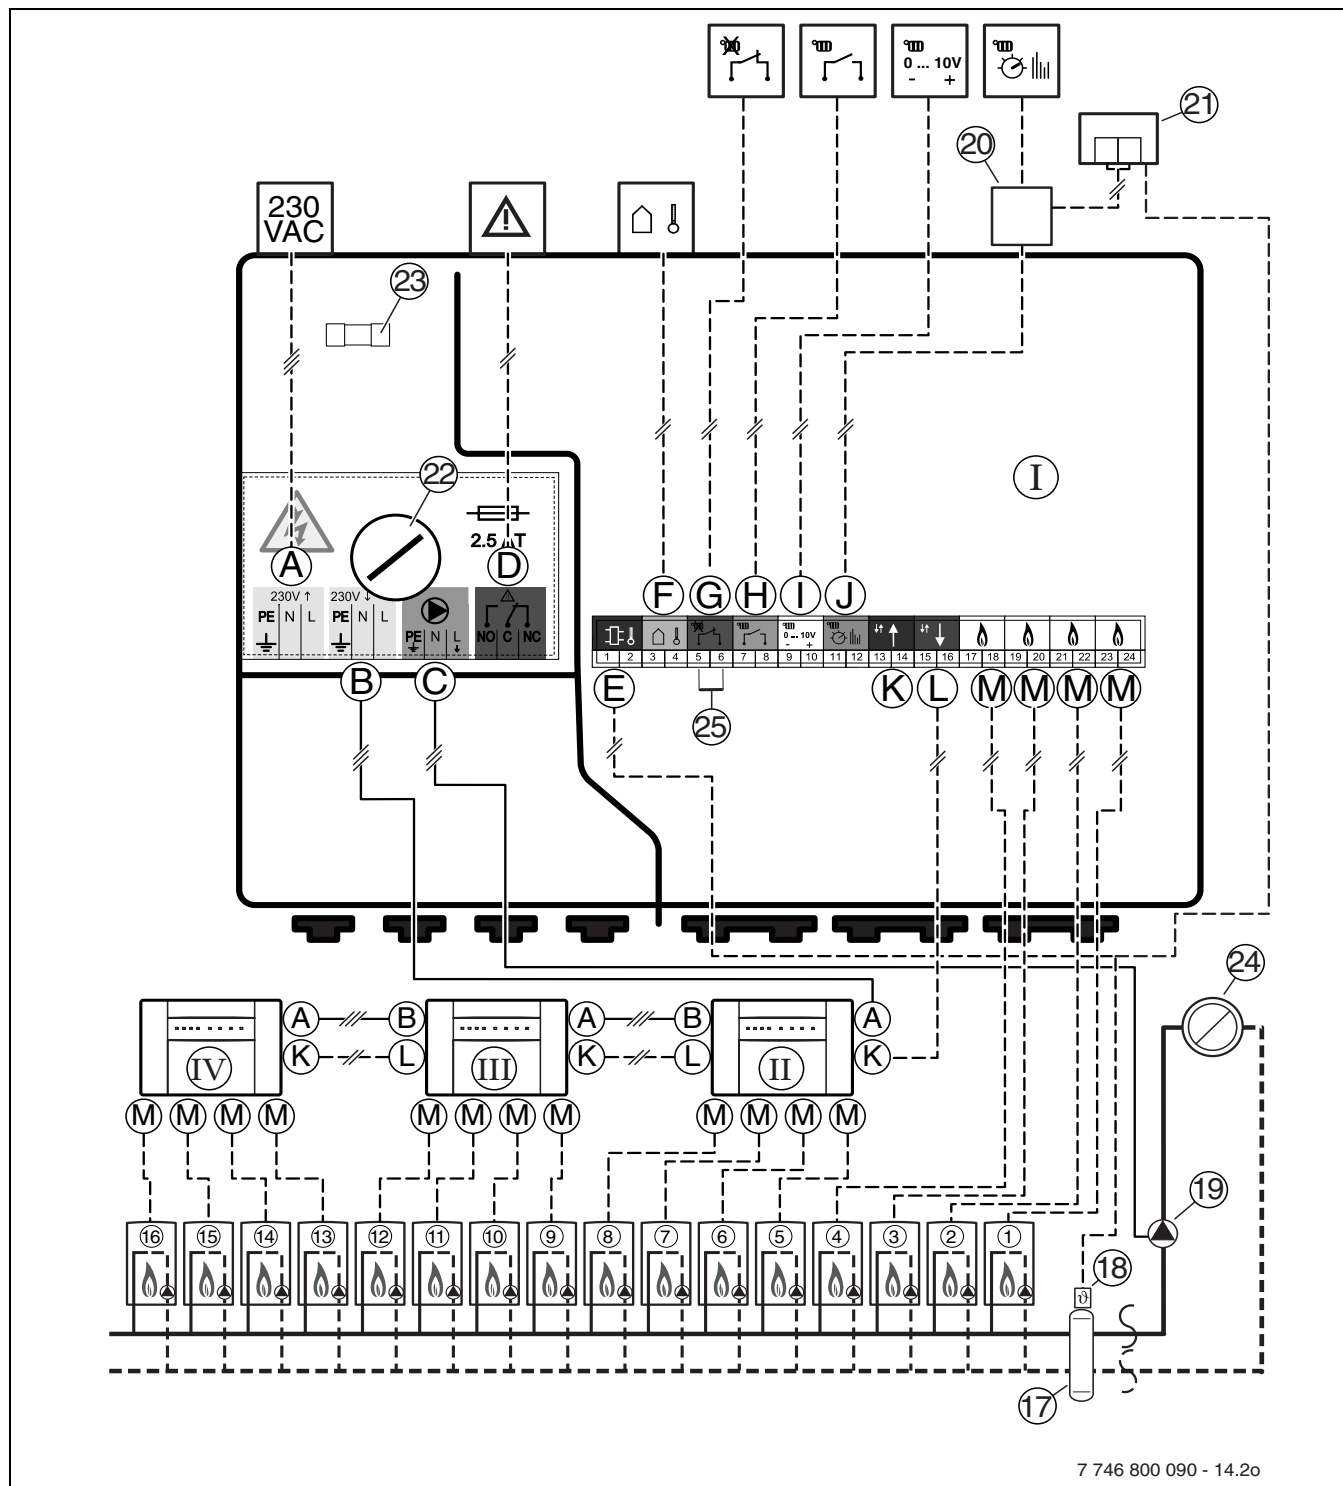 0 ... 10V
- +
21
20
230
VAC
23
I
22
2.5 AT
A
D
F
G
H
I
J
230V ↑
230V ↓
PE N L
PE N L
PE N L
NO C NC
0 ... 10V
- +
1 2 3 4 5 6 7 8 9 10 11 12 13 14 15 16 17 18 19 20 21 22 23 24
B
C
E
25
K
L
M
M
M
M
24
A
B
A
B
A
K
L
K
L
K
IV
III
II
M M M M
M M M M
M M M M
19
16 15 14 13 12 11 10 9 8 7 6 5 4 3 2 1
18
ϑ
17
7 746 800 090 - 14.2o